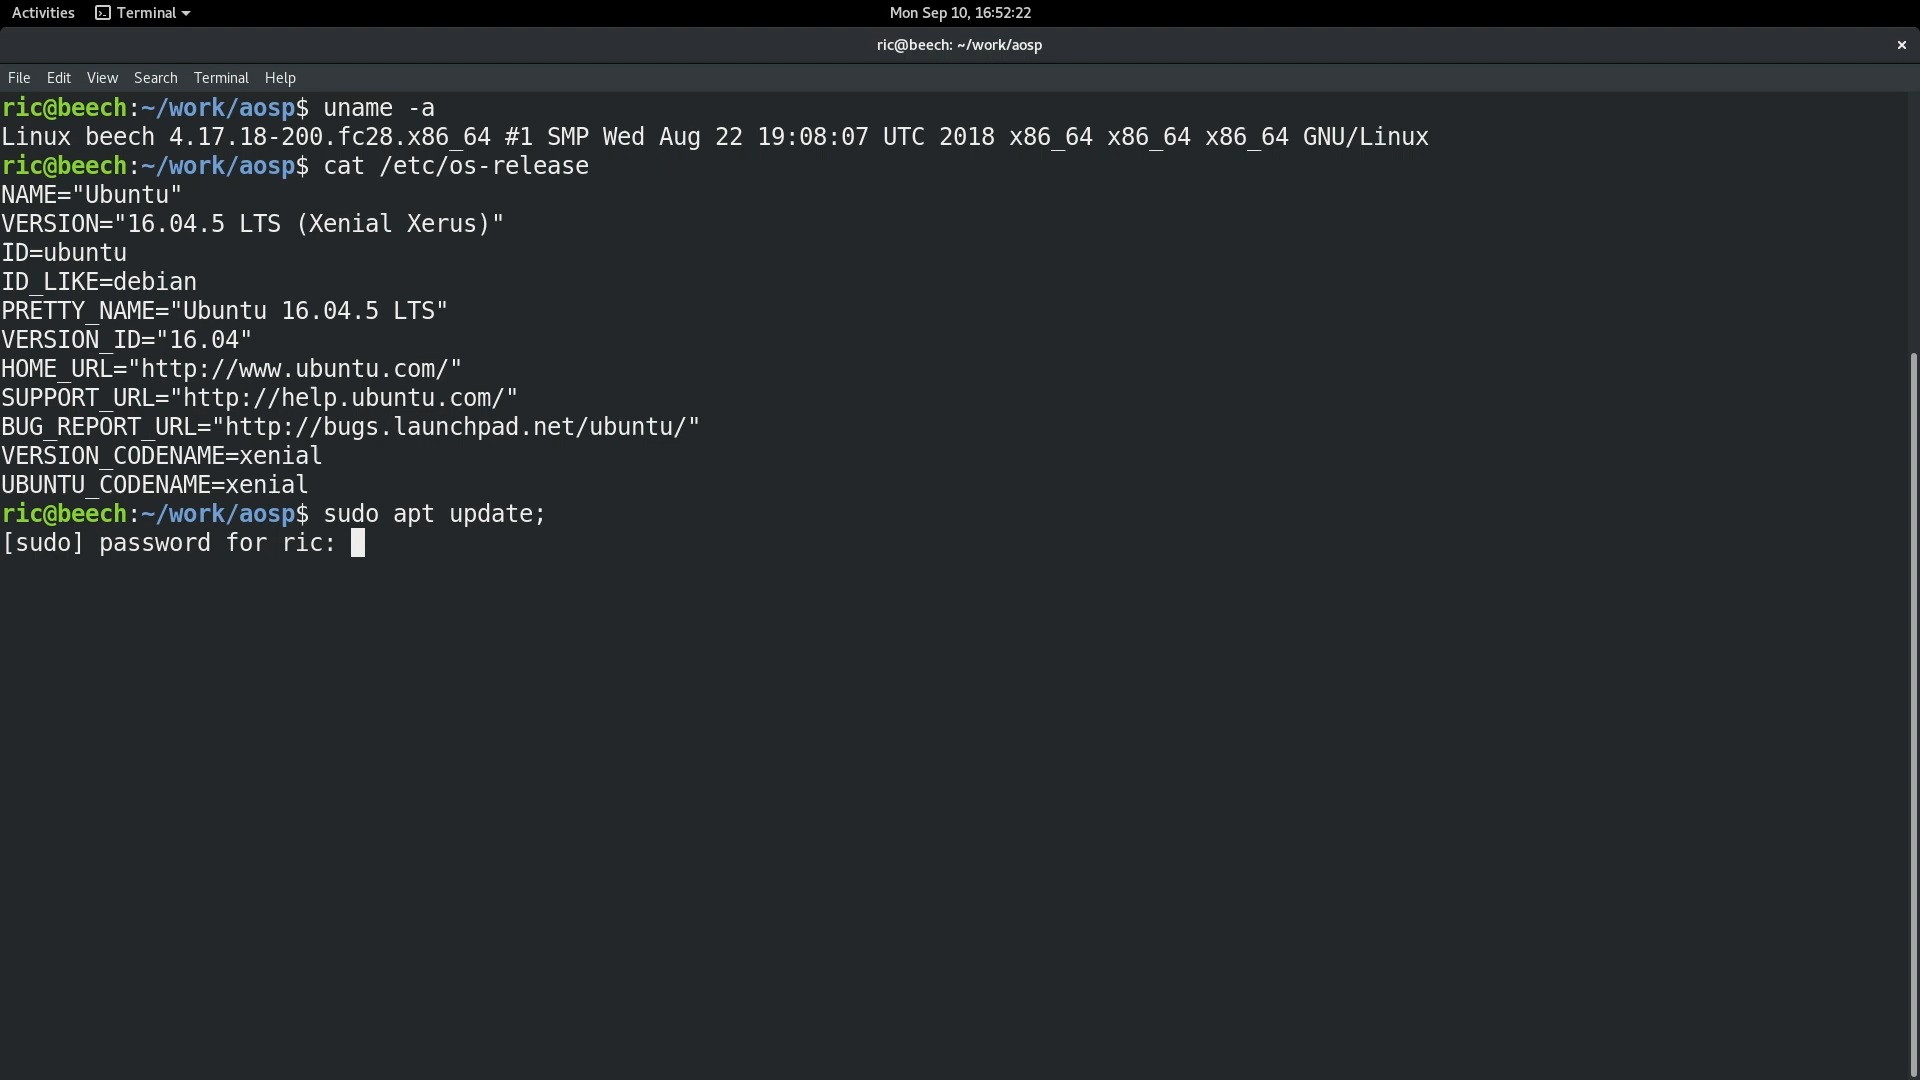 Activities Terminal Mon Sep 10, 16:52:22
ric@beech: ~/work/aosp ×
File Edit View Search Terminal Help
ric@beech:~/work/aosp$ uname -a
Linux beech 4.17.18-200.fc28.x86_64 #1 SMP Wed Aug 22 19:08:07 UTC 2018 x86_64 x86_64 x86_64 GNU/Linux
ric@beech:~/work/aosp$ cat /etc/os-release
NAME="Ubuntu"
VERSION="16.04.5 LTS (Xenial Xerus)"
ID=ubuntu
ID_LIKE=debian
PRETTY_NAME="Ubuntu 16.04.5 LTS"
VERSION_ID="16.04"
HOME_URL="http://www.ubuntu.com/"
SUPPORT_URL="http://help.ubuntu.com/"
BUG_REPORT_URL="http://bugs.launchpad.net/ubuntu/"
VERSION_CODENAME=xenial
UBUNTU_CODENAME=xenial
ric@beech:~/work/aosp$ sudo apt update;
[sudo] password for ric: